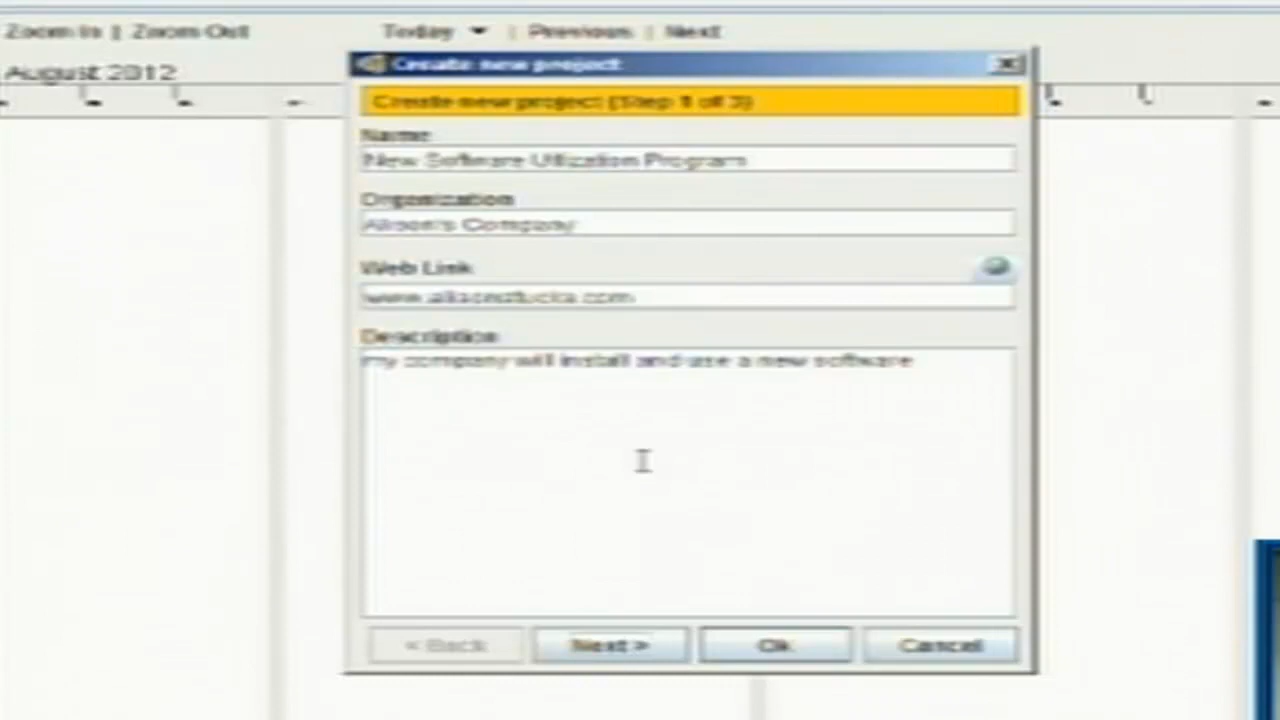 Zoom In | Zoom Out Today | Previous | Next
August 2012
Create new project
Create new project (Step 1 of 3)
Name
New Software Utilization Program
Organization
Alison's Company
Web Link
Description
my company will install and use a new software
< Back Next > Ok Cancel